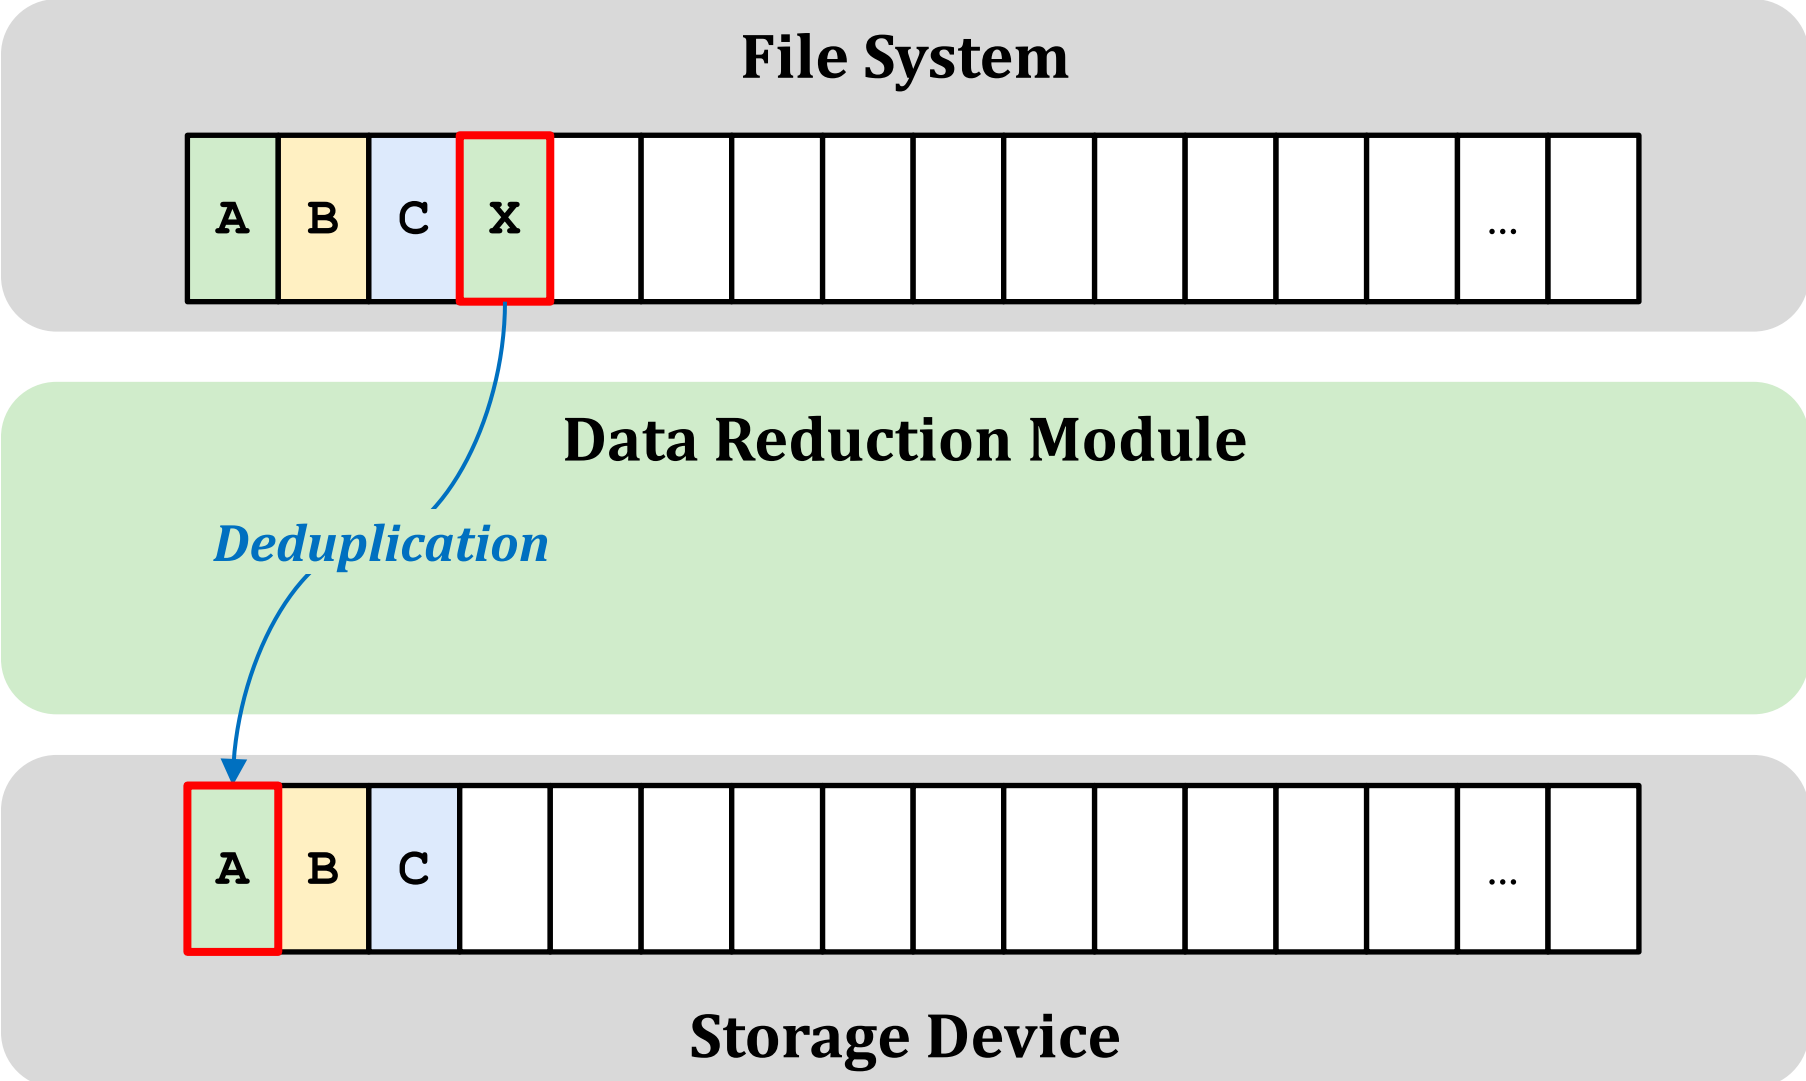 File System
A B C X ...
Data Reduction Module
Deduplication
A B C ...
Storage Device